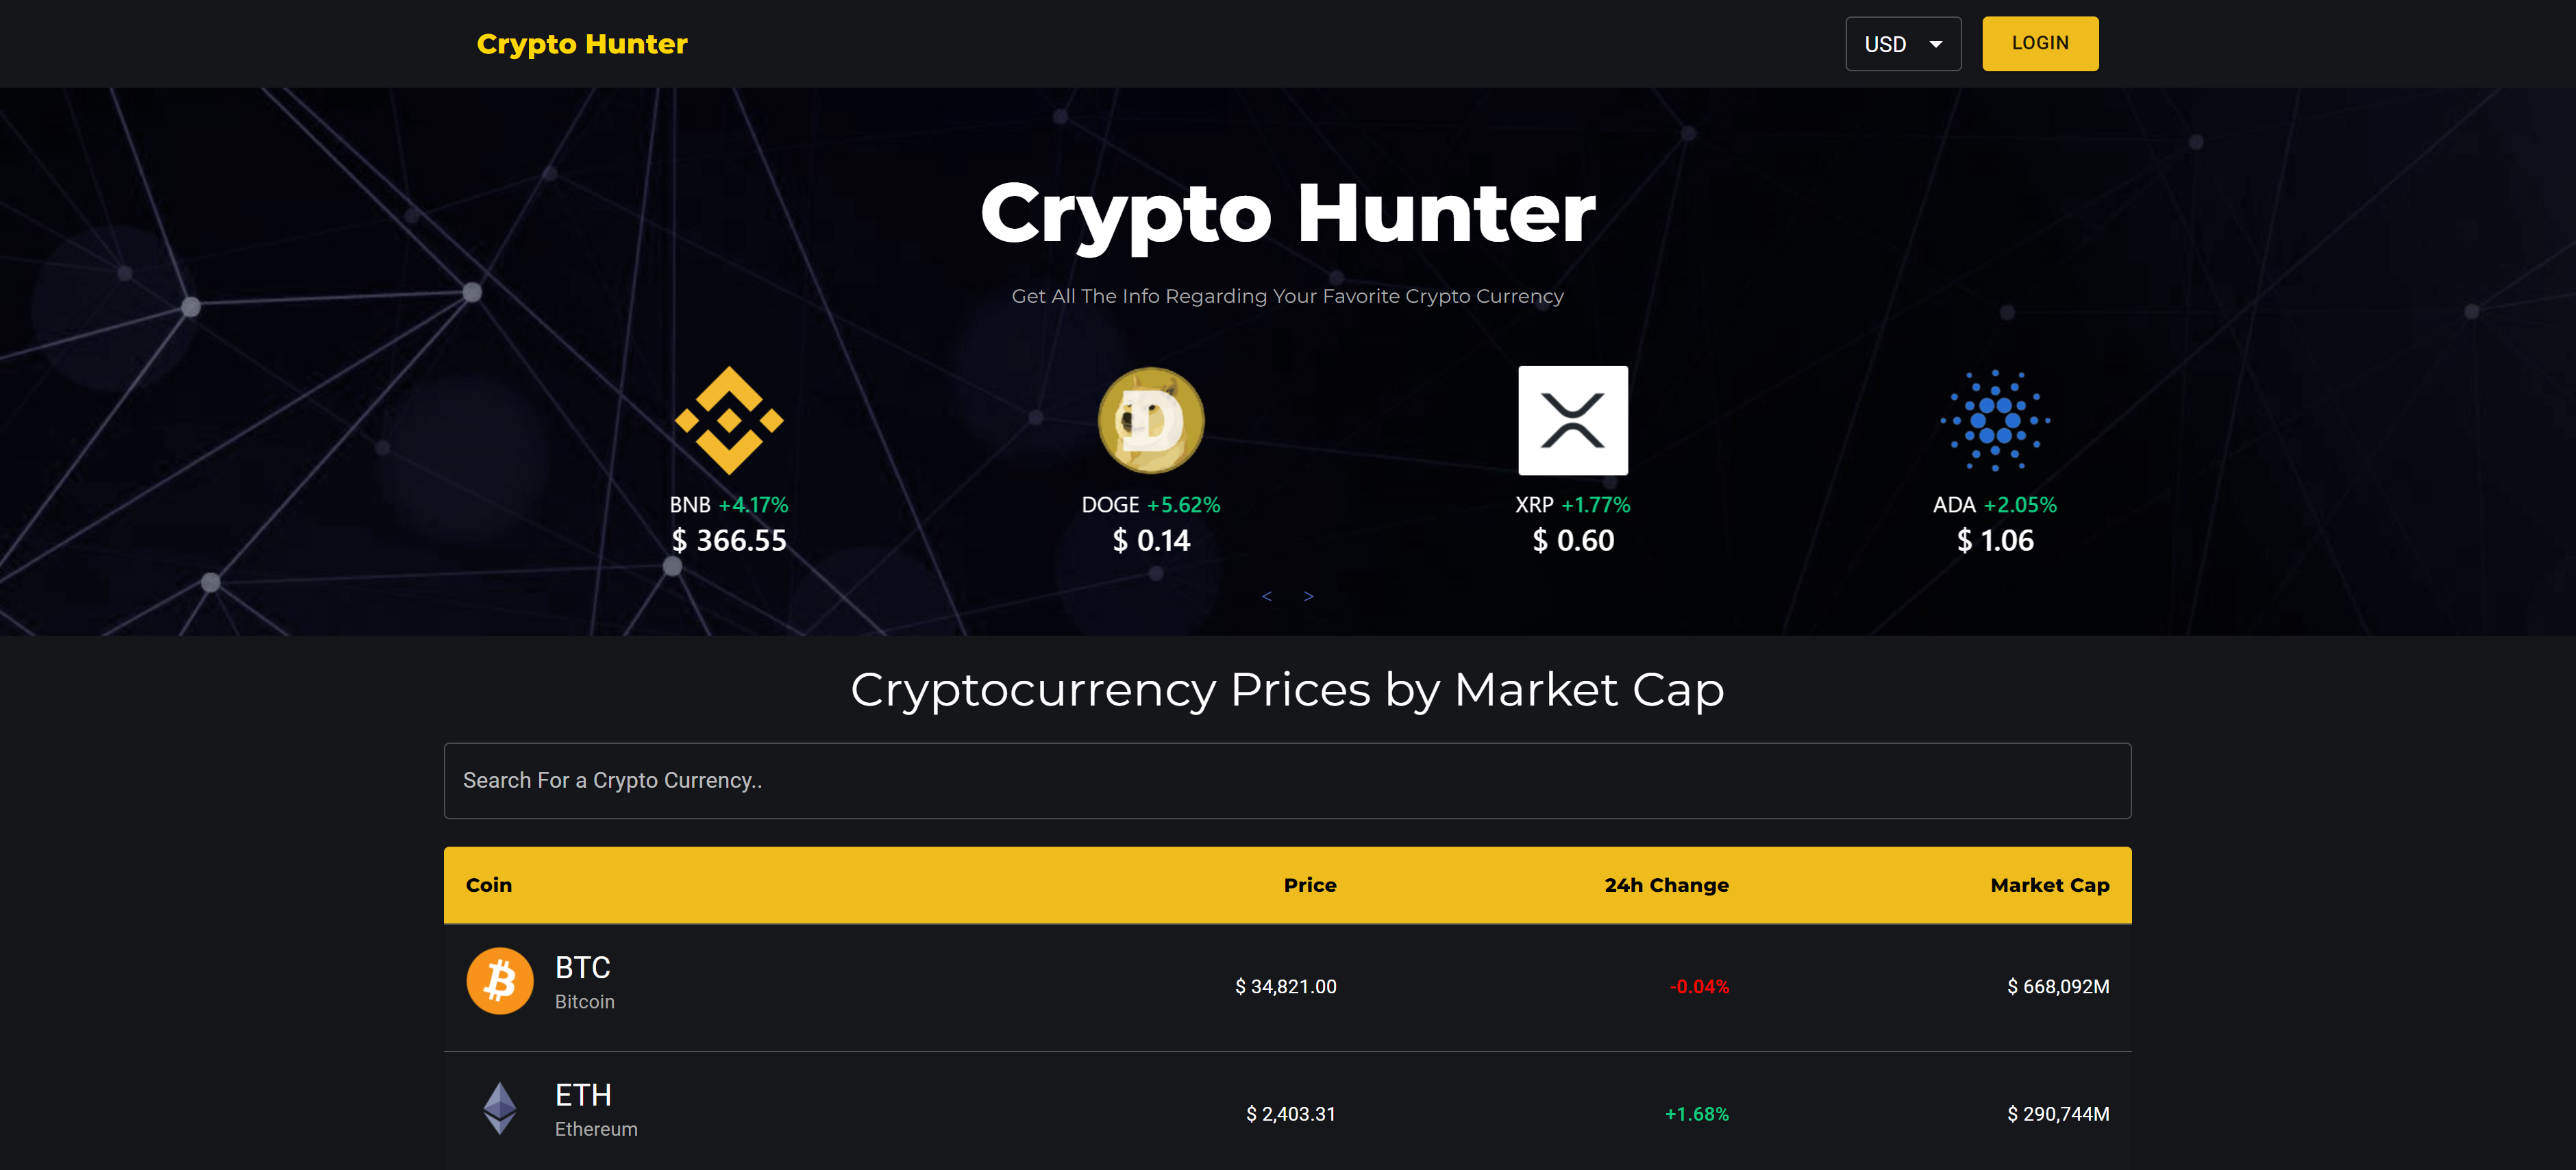 Crypto Hunter
USD
LOGIN
Crypto Hunter
Get All The Info Regarding Your Favorite Crypto Currency
BNB +4.17%
$ 366.55
DOGE +5.62%
$ 0.14
XRP +1.77%
$ 0.60
ADA +2.05%
$ 1.06
< >
Cryptocurrency Prices by Market Cap
Search For a Crypto Currency..
Coin Price 24h Change Market Cap
BTC
Bitcoin
$ 34,821.00 -0.04% $ 668,092M
ETH
Ethereum
$ 2,403.31 +1.68% $ 290,744M